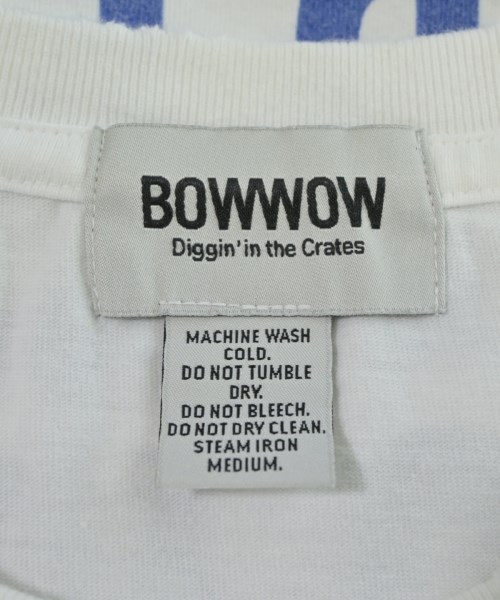 BOWWOW
Diggin' in the Crates
MACHINE WASH
COLD.
DO NOT TUMBLE
DRY.
DO NOT BLEECH.
DO NOT DRY CLEAN.
STEAM IRON
MEDIUM.